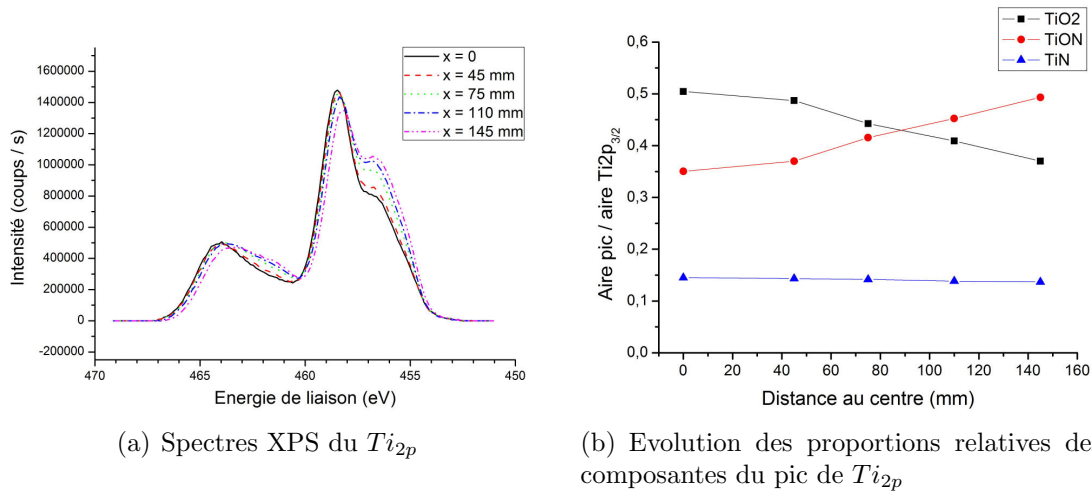 x = 0
x = 45 mm
x = 75 mm
x = 110 mm
x = 145 mm
1600000
1400000
1200000
1000000
800000
600000
400000
200000
0
-200000
Intensité (coups / s)
470 465 460 455 450
Energie de liaison (eV)
(a) Spectres XPS du Ti2p
TiO2
TiON
TiN
0,6
0,5
0,4
0,3
0,2
0,1
0,0
Aire pic / aire Ti2p3/2
0 20 40 60 80 100 120 140 160
Distance au centre (mm)
(b) Evolution des proportions relatives de
composantes du pic de Ti2p